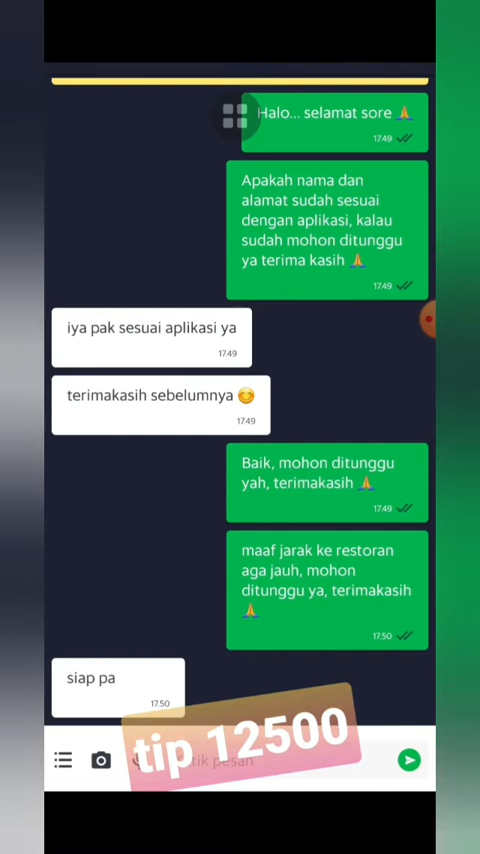 Halo... selamat sore 🙏
17.49
Apakah nama dan
alamat sudah sesuai
dengan aplikasi, kalau
sudah mohon ditunggu
ya terima kasih 🙏
17.49
iya pak sesuai aplikasi ya
17.49
terimakasih sebelumnya 😊
17.49
Baik, mohon ditunggu
yah, terimakasih 🙏
17.49
maaf jarak ke restoran
aga jauh, mohon
ditunggu ya, terimakasih
🙏
17.50
siap pa
17.50
tip 12500
tik pesan